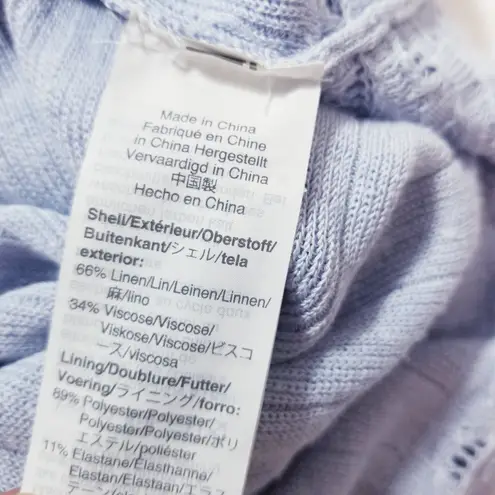 Made in China
Fabriqué en Chine
in China Hergestellt
Vervaardigd in China
中国製
Hecho en China
Shell/Extérieur/Oberstoff/
Buitenkant/シェル/tela
exterior:
66% Linen/Lin/Leinen/Linnen/
麻/lino
34% Viscose/Viscose/
Viskose/Viscose/ビスコ
ース/viscosa
Lining/Doublure/Futter/
Voering/ライニング/forro:
89% Polyester/Polyester/
Polyester/Polyester/ポリ
エステル/poliéster
11% Elastane/Elasthanne/
Elastan/Elastaan/エラス